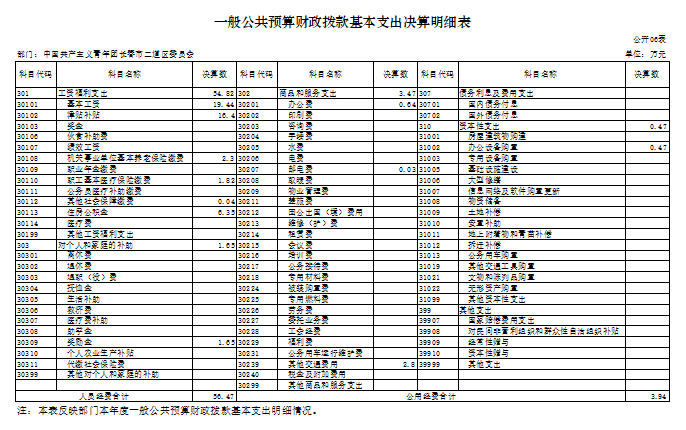 一般公共预算财政拨款基本支出决算明细表
公开06表
部门：中国共产主义青年团长春市二道区委员会 单位：万元
科目代码 科目名称 决算数 科目代码 科目名称 决算数 科目代码 科目名称 决算数
301 工资福利支出 54.82 302 商品和服务支出 3.47 307 债务利息及费用支出
30101 基本工资 19.44 30201 办公费 0.64 30701 国内债务付息
30102 津贴补贴 16.4 30202 印刷费 30702 国外债务付息
30103 奖金 30203 咨询费 310 资本性支出 0.47
30106 伙食补助费 30204 手续费 31001 房屋建筑物购建
30107 绩效工资 30205 水费 31002 办公设备购置 0.47
30108 机关事业单位基本养老保险缴费 2.3 30206 电费 31003 专用设备购置
30109 职业年金缴费 30207 邮电费 0.03 31005 基础设施建设
30110 职工基本医疗保险缴费 1.82 30208 取暖费 31006 大型修缮
30111 公务员医疗补助缴费 30209 物业管理费 31007 信息网络及软件购置更新
30112 其他社会保障缴费 0.04 30211 差旅费 31008 物资储备
30113 住房公积金 6.35 30212 因公出国（境）费用 31009 土地补偿
30114 医疗费 30213 维修（护）费 31010 安置补助
30199 其他工资福利支出 30214 租赁费 31011 地上附着物和青苗补偿
303 对个人和家庭的补助 1.65 30215 会议费 31012 拆迁补偿
30301 离休费 30216 培训费 31013 公务用车购置
30302 退休费 30217 公务接待费 31019 其他交通工具购置
30303 退职（役）费 30218 专用材料费 31021 文物和陈列品购置
30304 抚恤金 30224 被装购置费 31022 无形资产购置
30305 生活补助 30225 专用燃料费 31099 其他资本性支出
30306 救济费 30226 劳务费 399 其他支出
30307 医疗费补助 30227 委托业务费 39907 国家赔偿费用支出
30308 助学金 30228 工会经费 39908 对民间非营利组织和群众性自治组织补贴
30309 奖励金 1.65 30229 福利费 39909 经常性赠与
30310 个人农业生产补贴 30231 公务用车运行维护费 39910 资本性赠与
30311 代缴社会保险费 30239 其他交通费用 2.8 39999 其他支出
30399 其他对个人和家庭的补助 30240 税金及附加费用
30299 其他商品和服务支出
人员经费合计 56.47 公用经费合计 3.94
注：本表反映部门本年度一般公共预算财政拨款基本支出明细情况。